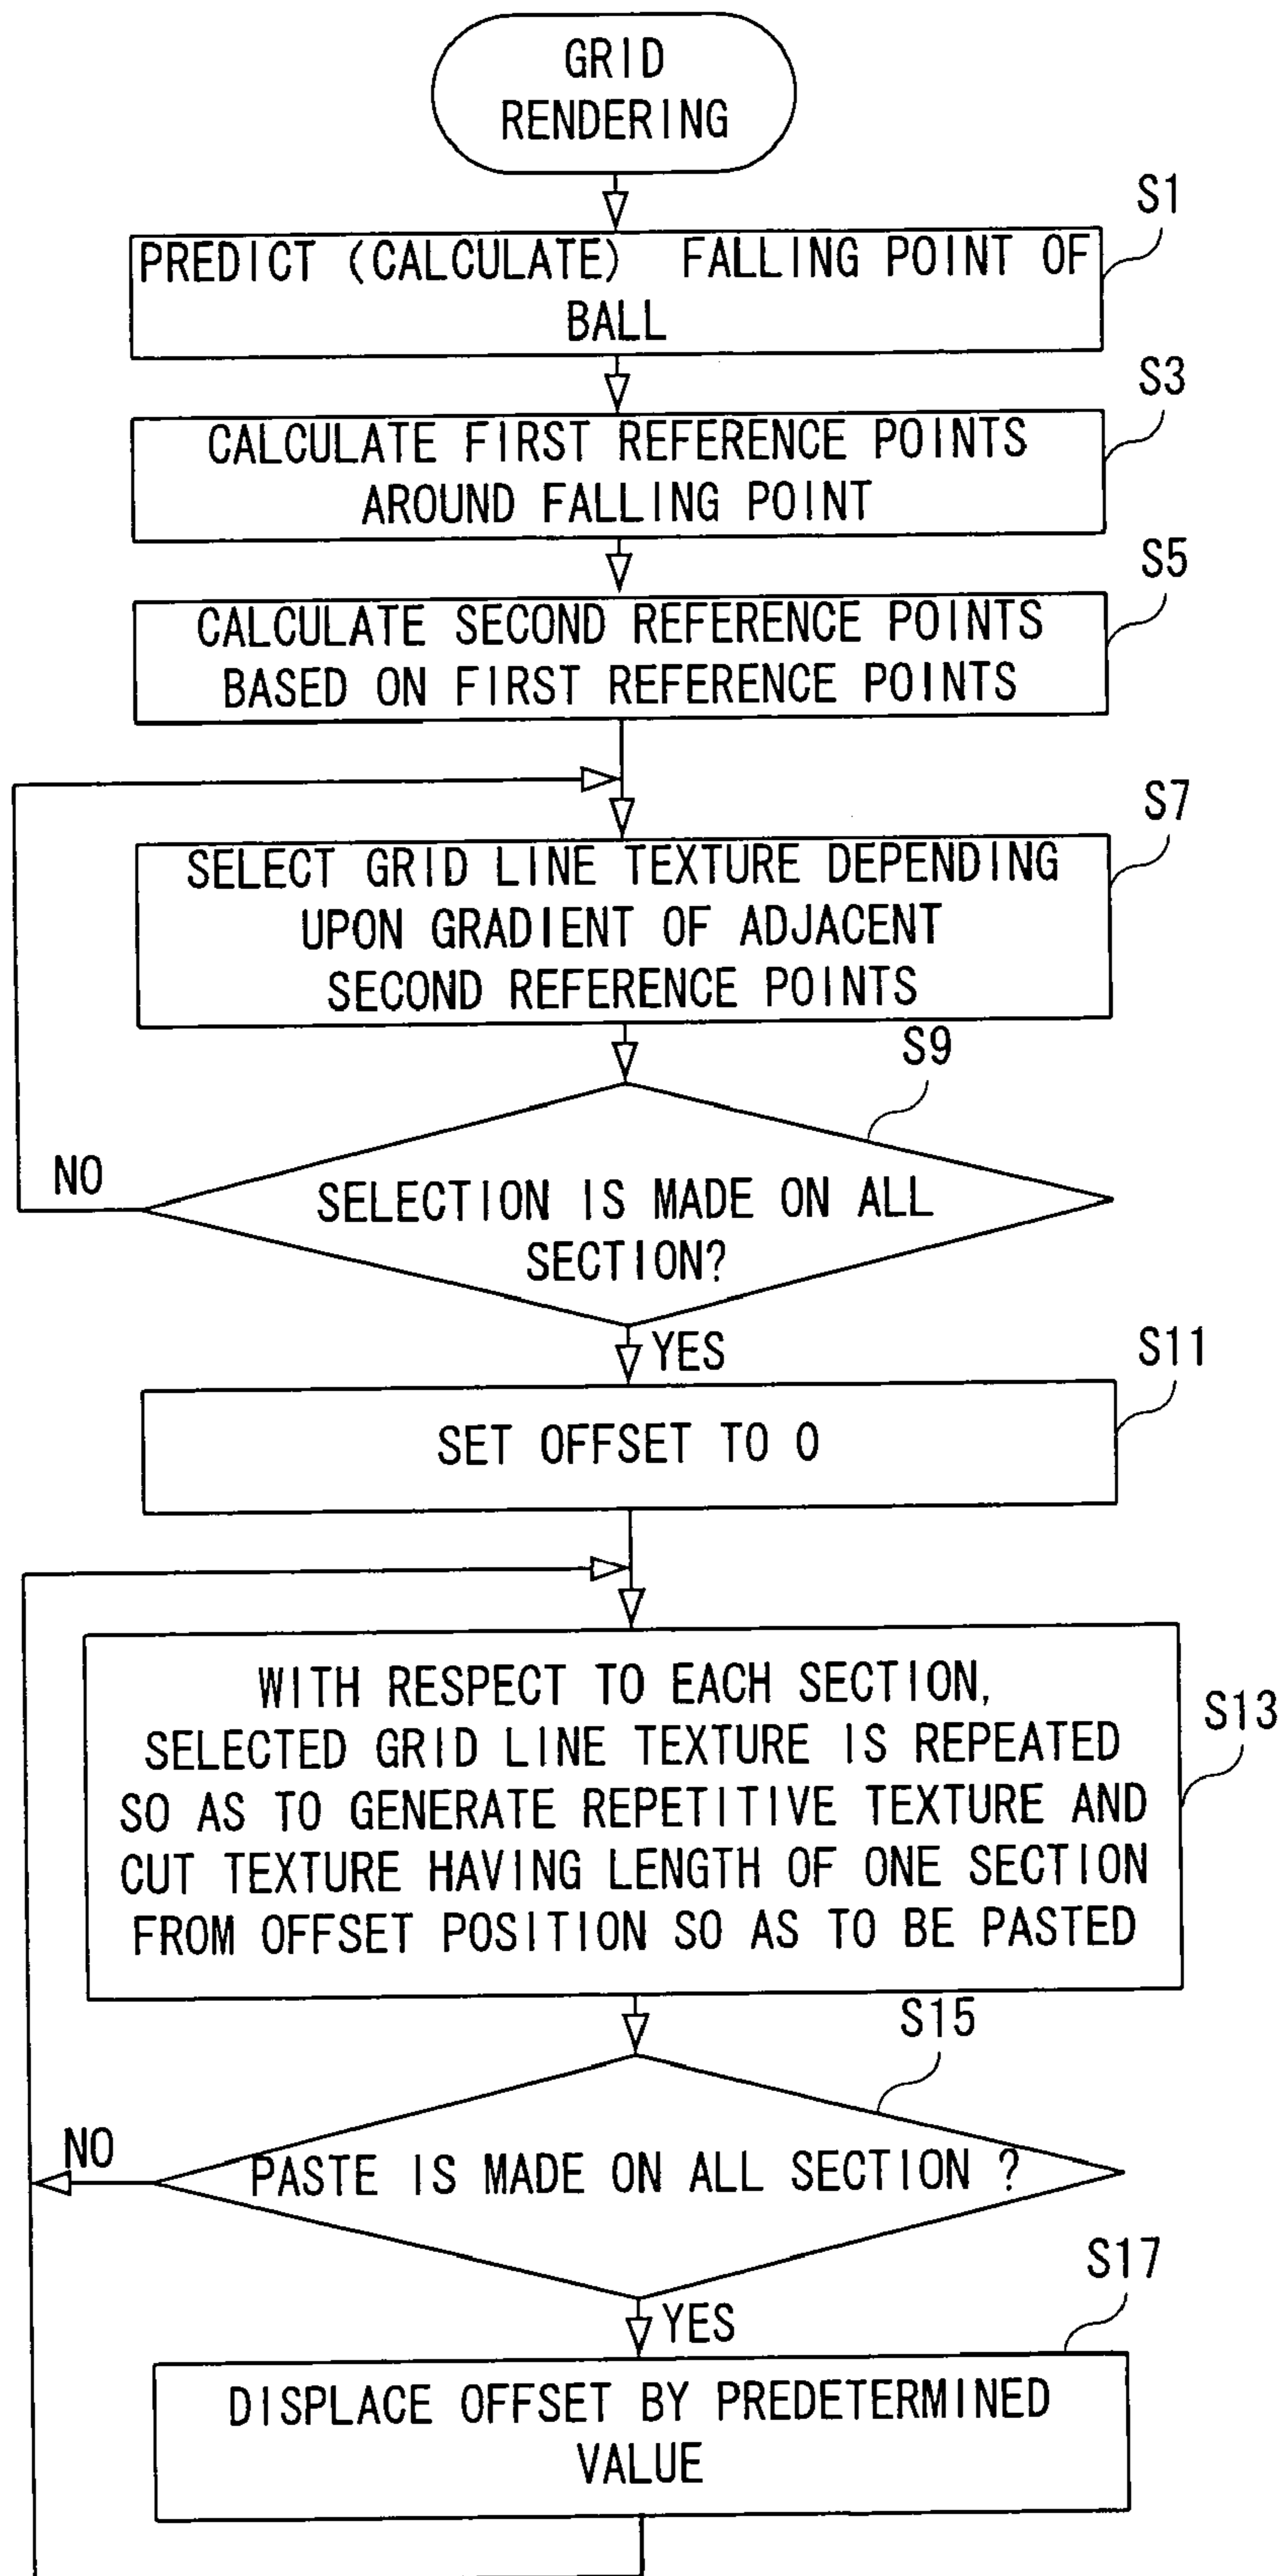 GRID
RENDERING
S1
PREDICT (CALCULATE) FALLING POINT OF
BALL
S3
CALCULATE FIRST REFERENCE POINTS
AROUND FALLING POINT
S5
CALCULATE SECOND REFERENCE POINTS
BASED ON FIRST REFERENCE POINTS
S7
SELECT GRID LINE TEXTURE DEPENDING
UPON GRADIENT OF ADJACENT
SECOND REFERENCE POINTS
S9
NO
SELECTION IS MADE ON ALL
SECTION?
YES
S11
SET OFFSET TO 0
S13
WITH RESPECT TO EACH SECTION,
SELECTED GRID LINE TEXTURE IS REPEATED
SO AS TO GENERATE REPETITIVE TEXTURE AND
CUT TEXTURE HAVING LENGTH OF ONE SECTION
FROM OFFSET POSITION SO AS TO BE PASTED
S15
NO
PASTE IS MADE ON ALL SECTION ?
YES
S17
DISPLACE OFFSET BY PREDETERMINED
VALUE